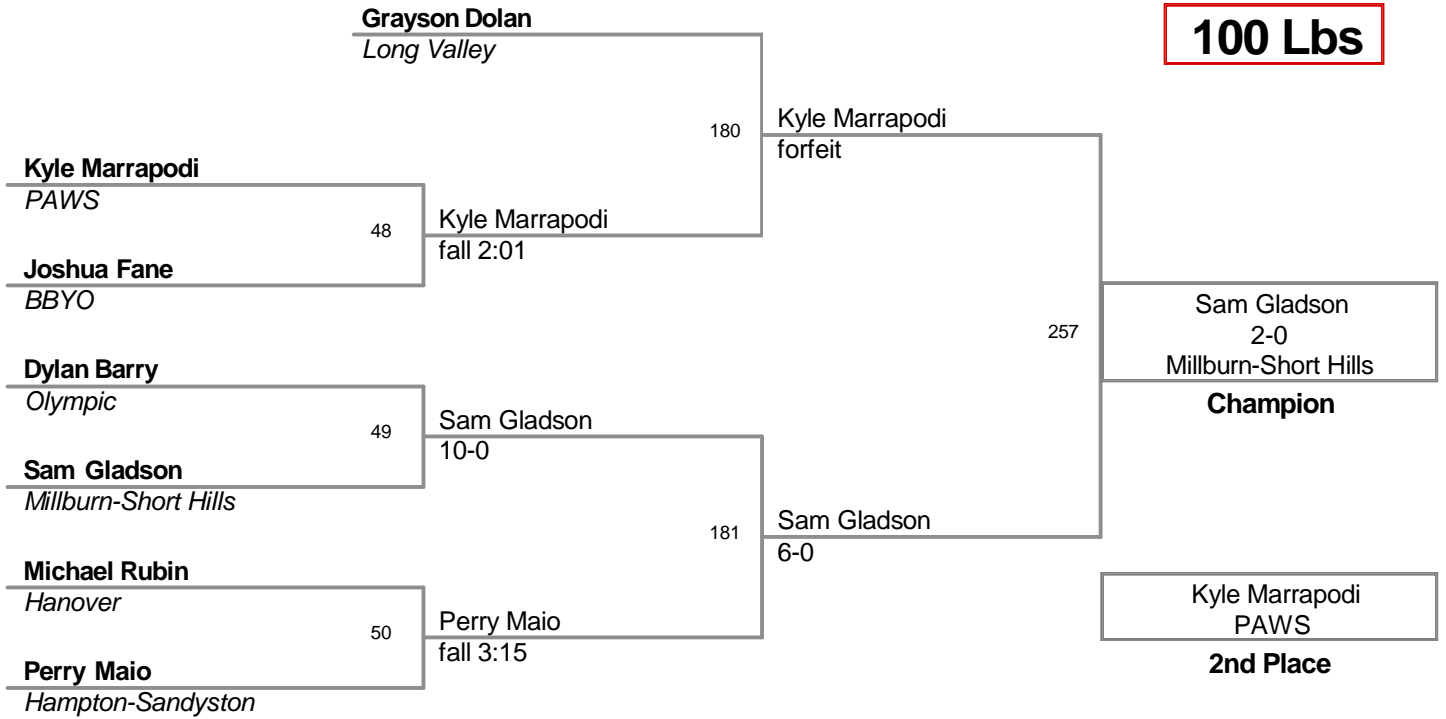 Grayson Dolan
Long Valley
100 Lbs
180
Kyle Marrapodi
forfeit
Kyle Marrapodi
PAWS
48
Kyle Marrapodi
fall 2:01
Joshua Fane
BBYO
257
Sam Gladson
2-0
Millburn-Short Hills
Champion
Dylan Barry
Olympic
49
Sam Gladson
10-0
Sam Gladson
Millburn-Short Hills
181
Sam Gladson
6-0
Michael Rubin
Hanover
50
Perry Maio
fall 3:15
Perry Maio
Hampton-Sandyston
Kyle Marrapodi
PAWS
2nd Place